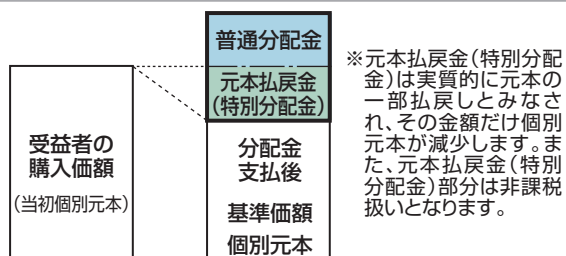 普通分配金
元本払戻金
(特別分配金)
受益者の
購入価額
(当初個別元本)
分配金
支払後
基準価額
個別元本
※元本払戻金(特別分配
金)は実質的に元本の
一部払戻しとみなさ
れ、その金額だけ個別
元本が減少します。ま
た、元本払戻金(特別
分配金)部分は非課税
扱いとなります。